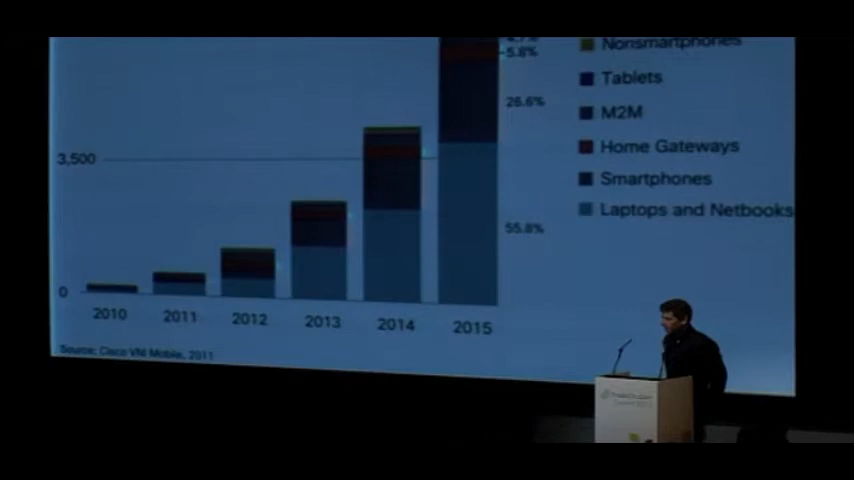 Nonsmartphones
5.8%
Tablets
26.6%
M2M
Home Gateways
3,500
Smartphones
Laptops and Netbooks
55.8%
0
2010 2011 2012 2013 2014 2015
Source: Cisco VNI Mobile, 2011